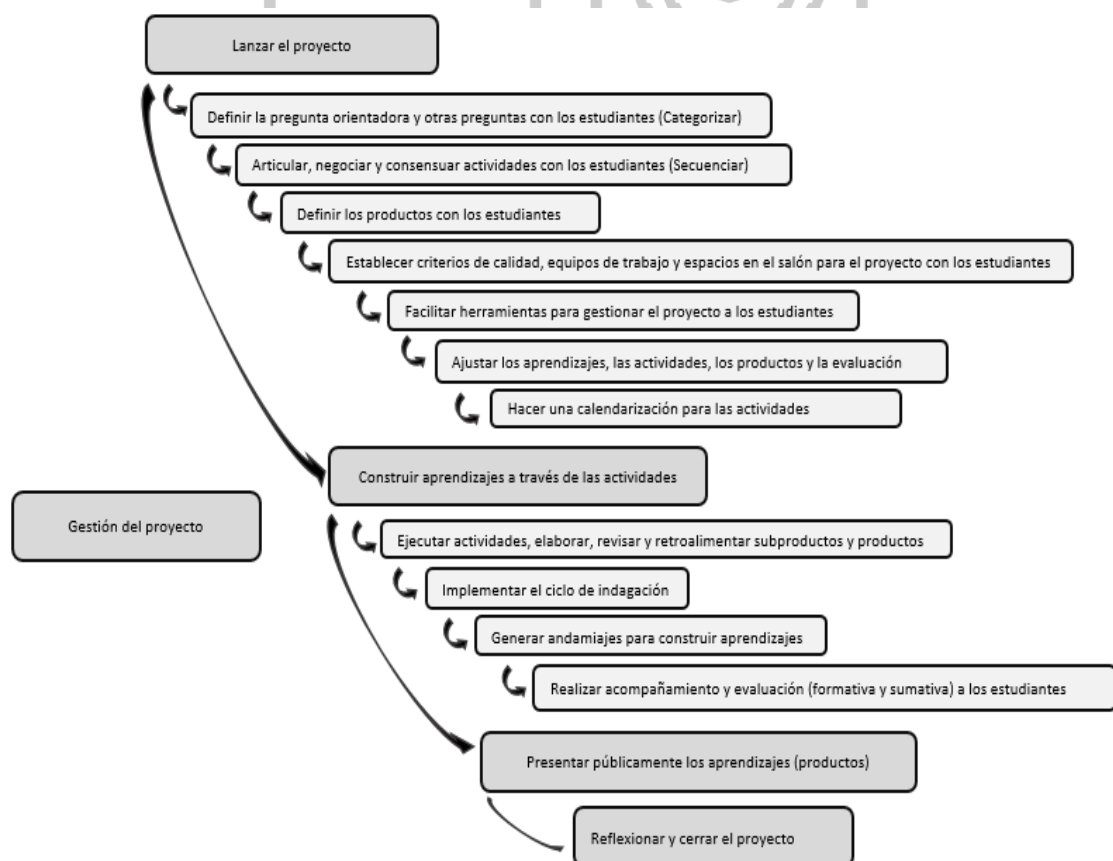 Lanzar el proyecto
Definir la pregunta orientadora y otras preguntas con los estudiantes (Categorizar)
Articular, negociar y consensuar actividades con los estudiantes (Secuenciar)
Definir los productos con los estudiantes
Establecer criterios de calidad, equipos de trabajo y espacios en el salón para el proyecto con los estudiantes
Facilitar herramientas para gestionar el proyecto a los estudiantes
Ajustar los aprendizajes, las actividades, los productos y la evaluación
Hacer una calendarización para las actividades
Construir aprendizajes a través de las actividades
Gestión del proyecto
Ejecutar actividades, elaborar, revisar y retroalimentar subproductos y productos
Implementar el ciclo de indagación
Generar andamiajes para construir aprendizajes
Realizar acompañamiento y evaluación (formativa y sumativa) a los estudiantes
Presentar públicamente los aprendizajes (productos)
Reflexionar y cerrar el proyecto